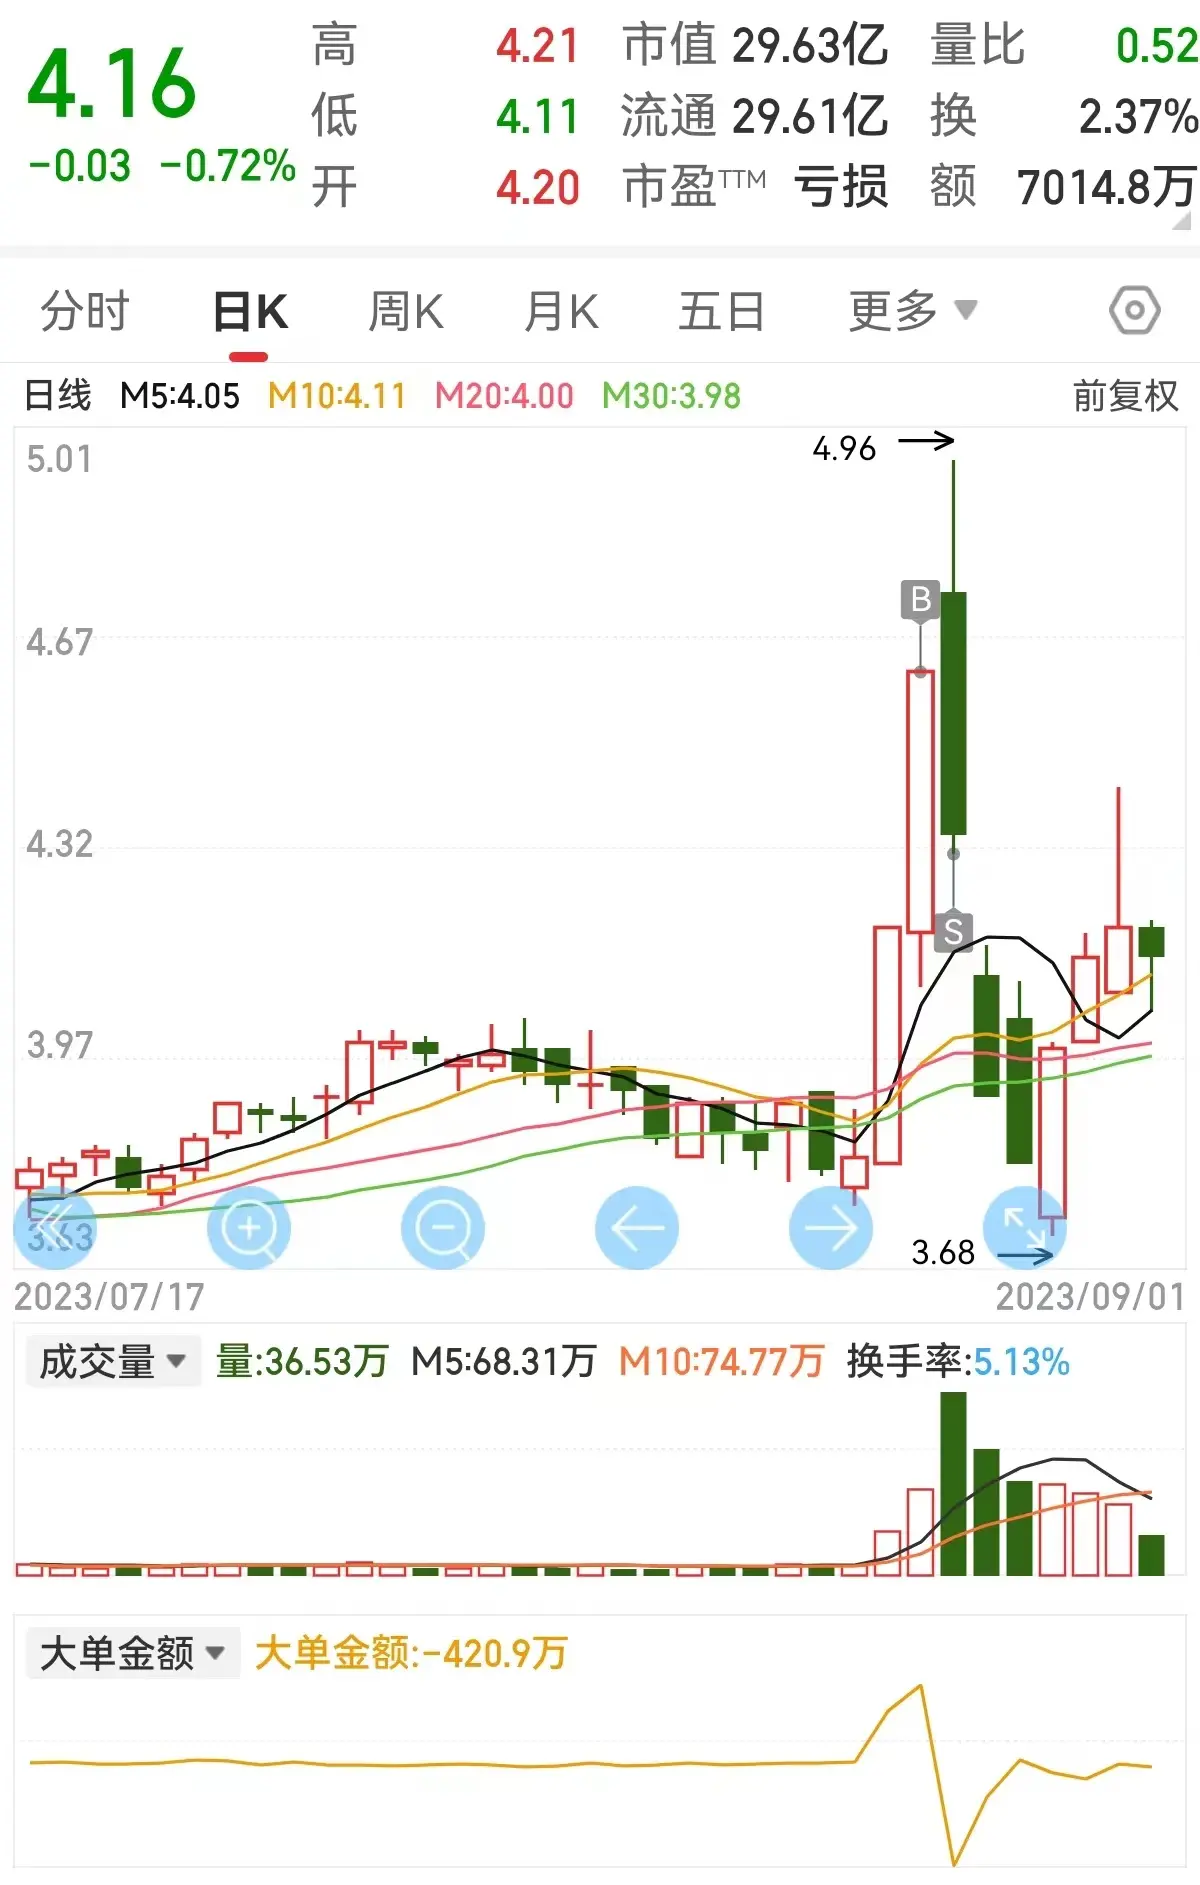 4.16
-0.03 -0.72%
高 4.21 市值 29.63亿 量比 0.52
低 4.11 流通 29.61亿 换 2.37%
开 4.20 市盈TTM 亏损 额 7014.8万
分时 日K 周K 月K 五日 更多
日线 M5:4.05 M10:4.11 M20:4.00 M30:3.98 前复权
5.01
4.96
B
4.67
4.32
S
3.97
3.63
3.68
2023/07/17 2023/09/01
成交量 量:36.53万 M5:68.31万 M10:74.77万 换手率:5.13%
大单金额 大单金额:-420.9万